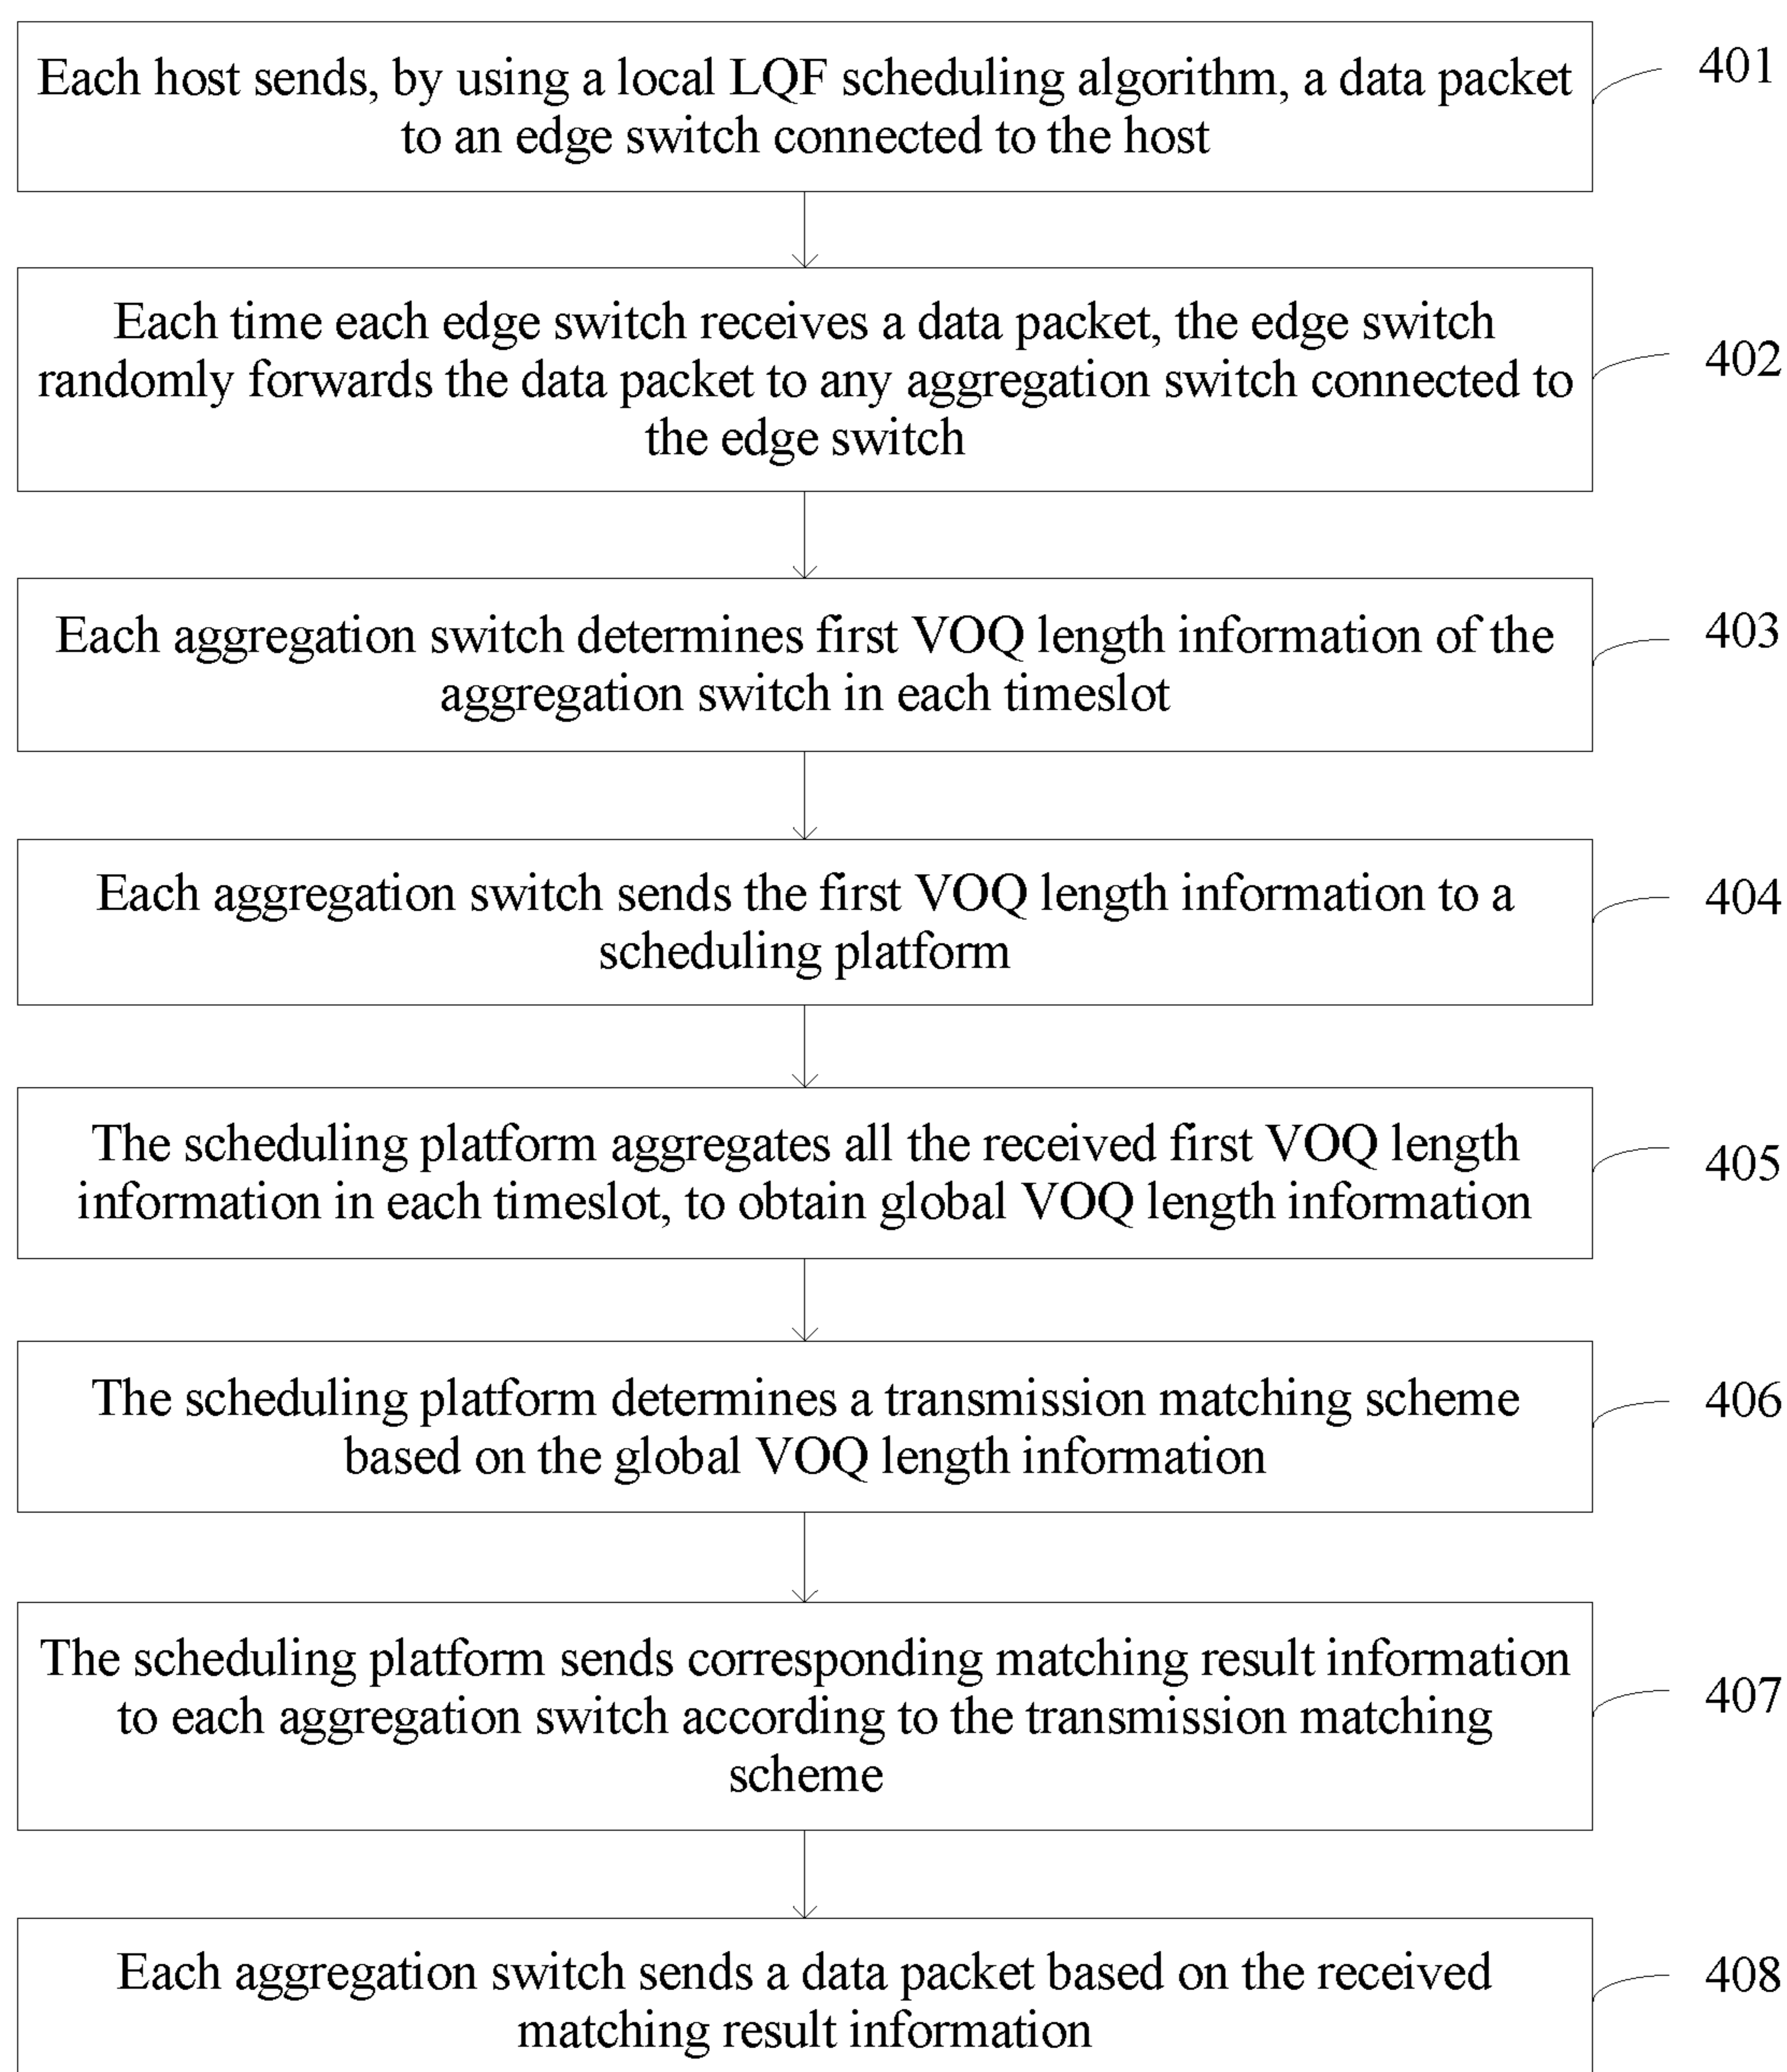 Each host sends, by using a local LQF scheduling algorithm, a data packet
to an edge switch connected to the host
401
Each time each edge switch receives a data packet, the edge switch
randomly forwards the data packet to any aggregation switch connected to
the edge switch
402
Each aggregation switch determines first VOQ length information of the
aggregation switch in each timeslot
403
Each aggregation switch sends the first VOQ length information to a
scheduling platform
404
The scheduling platform aggregates all the received first VOQ length
information in each timeslot, to obtain global VOQ length information
405
The scheduling platform determines a transmission matching scheme
based on the global VOQ length information
406
The scheduling platform sends corresponding matching result information
to each aggregation switch according to the transmission matching
scheme
407
Each aggregation switch sends a data packet based on the received
matching result information
408